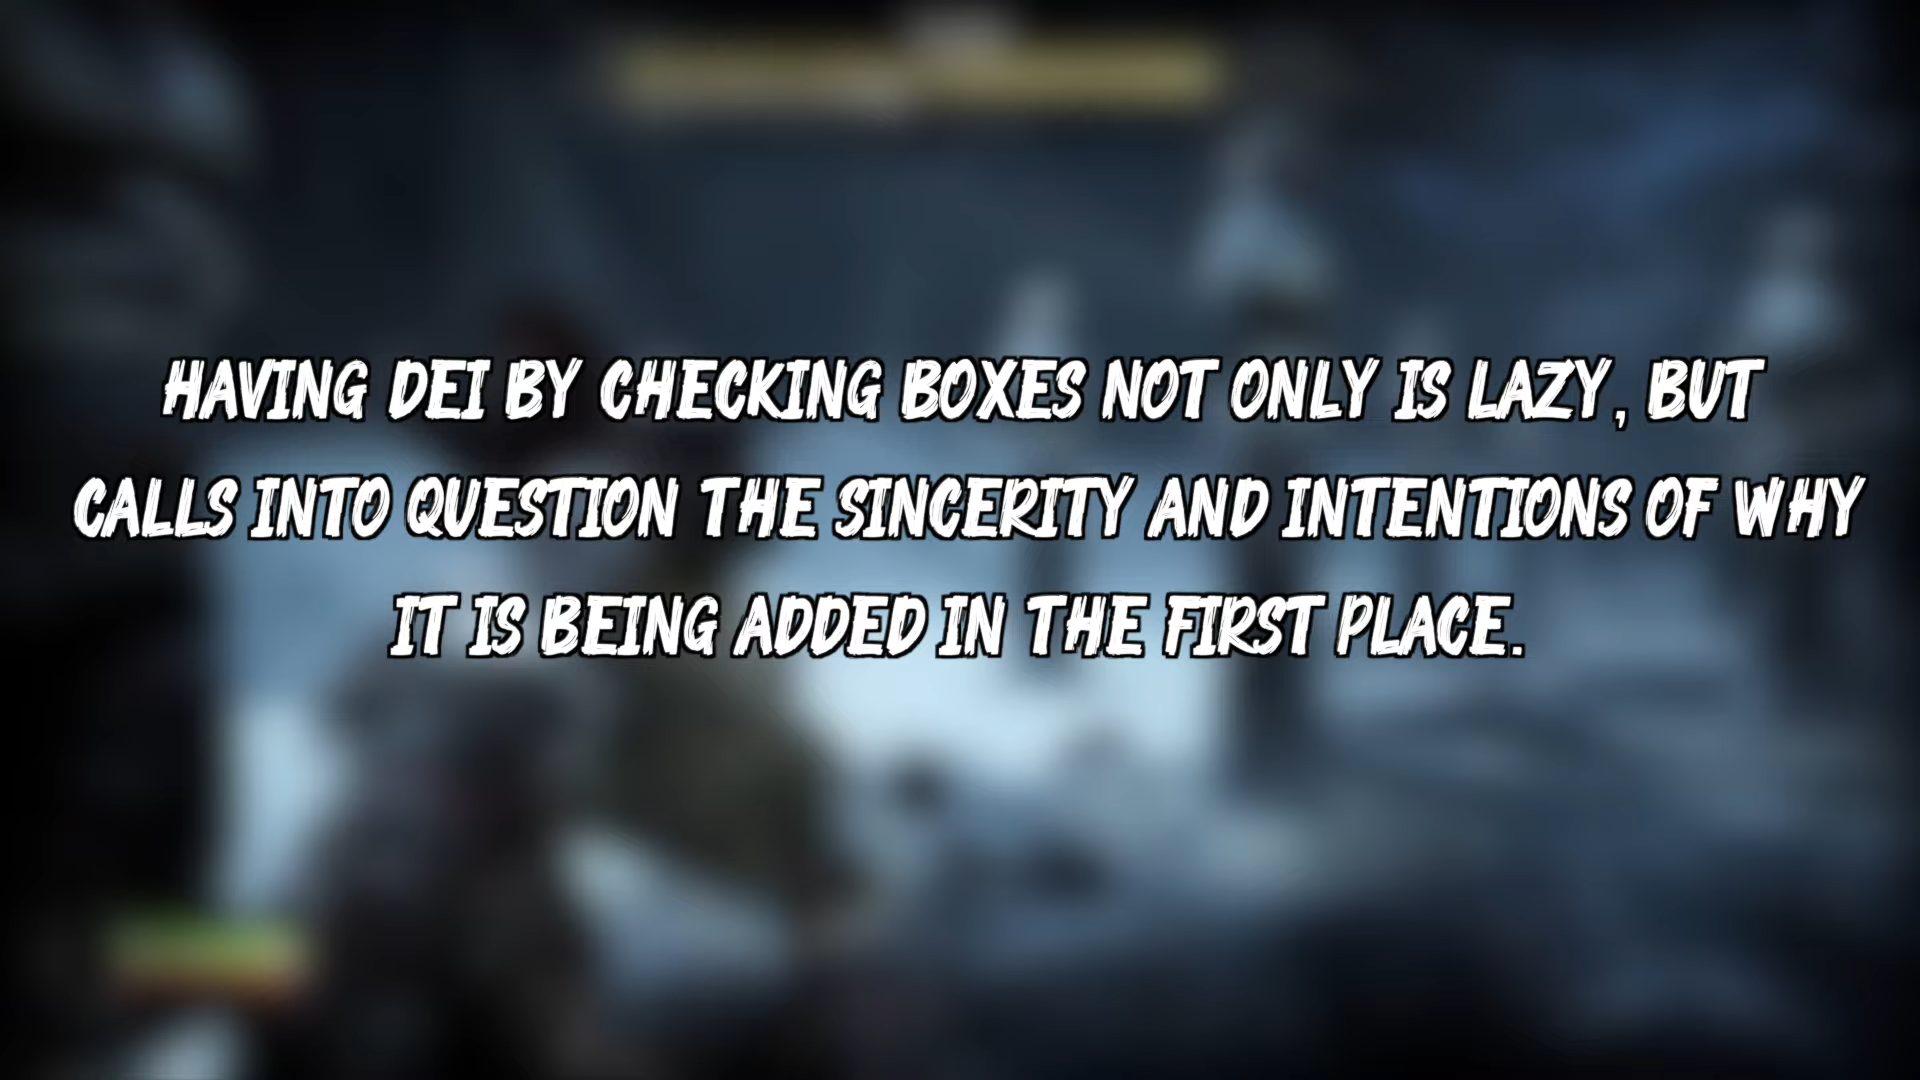 HAVING DEI BY CHECKING BOXES NOT ONLY IS LAZY, BUT
CALLS INTO QUESTION THE SINCERITY AND INTENTIONS OF WHY
IT IS BEING ADDED IN THE FIRST PLACE.